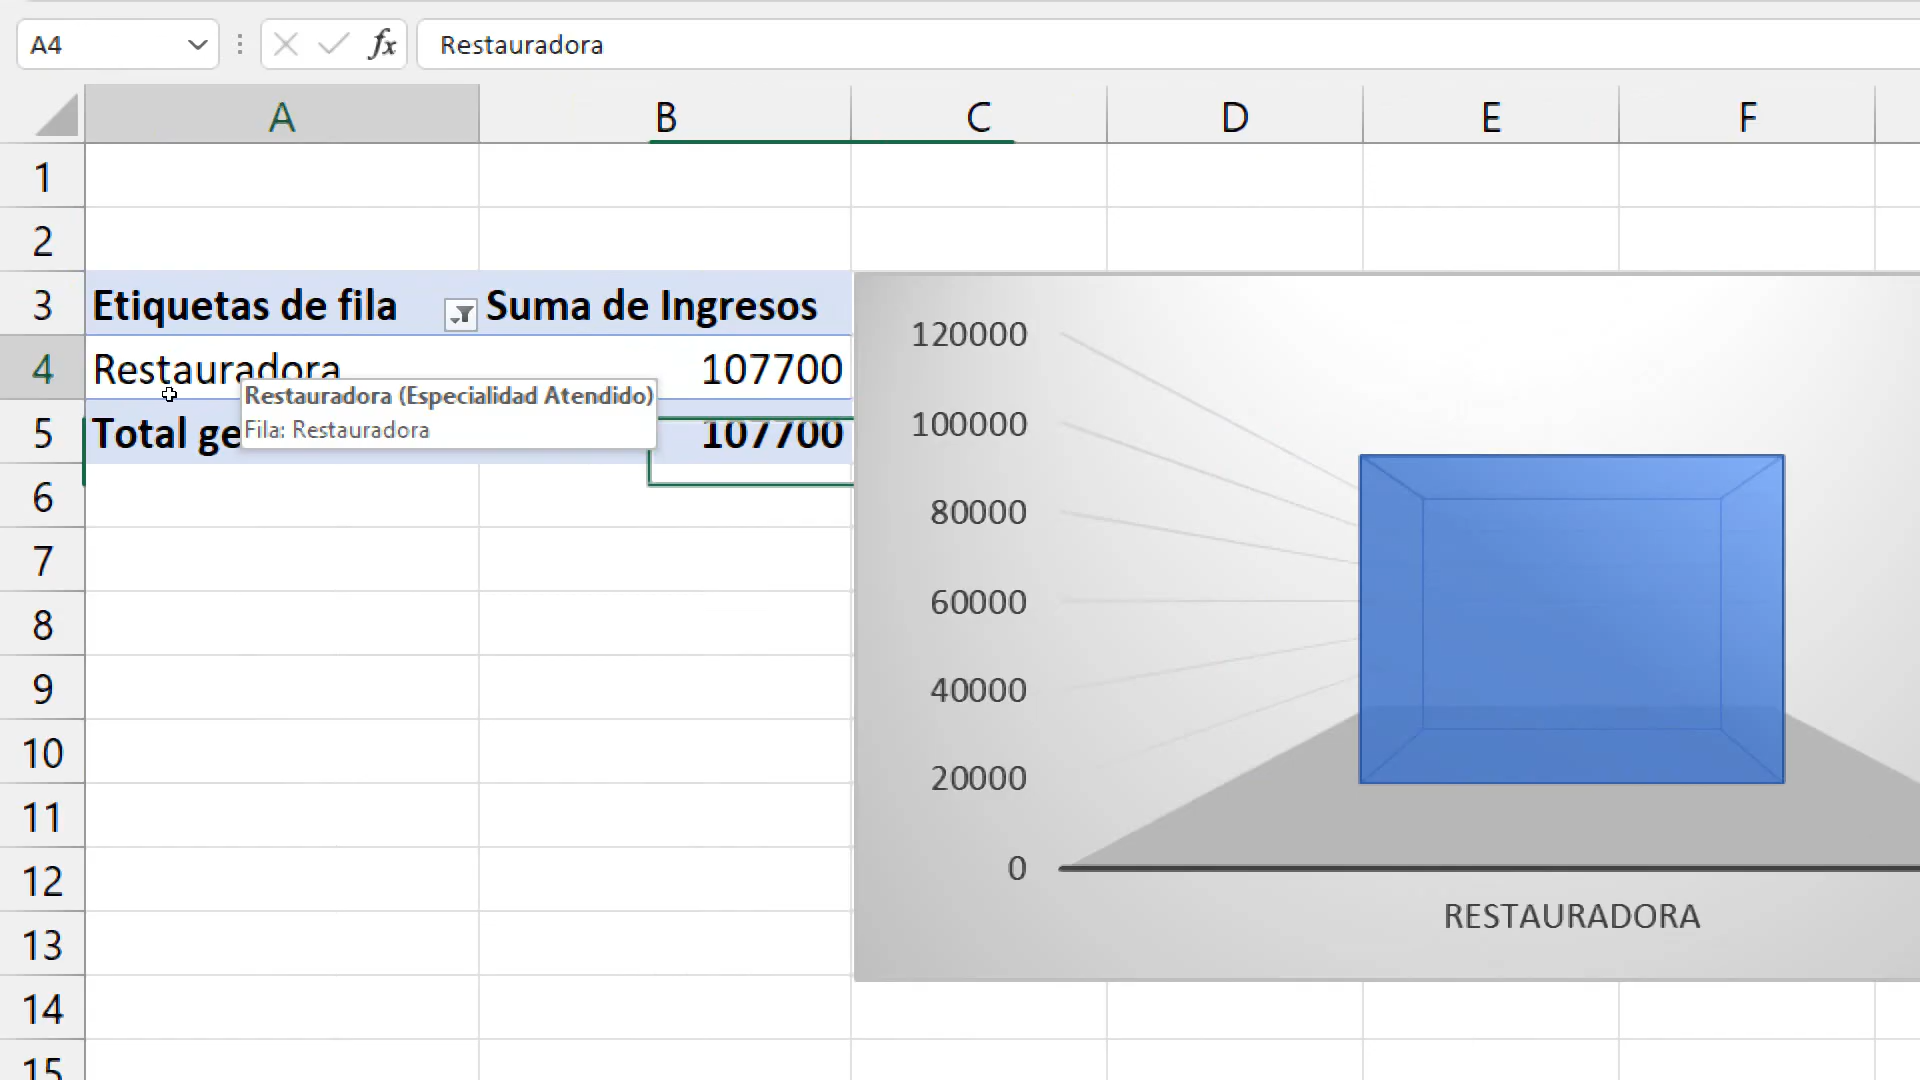 A4
fx
Restauradora
A B C D E F
1
2
3 Etiquetas de fila Suma de Ingresos
4 Restauradora 107700
Restauradora (Especialidad Atendido)
Fila: Restauradora
5 Total ge 107700
6
7
8
9
10
11
12
13
14
15
120000
100000
80000
60000
40000
20000
0
RESTAURADORA